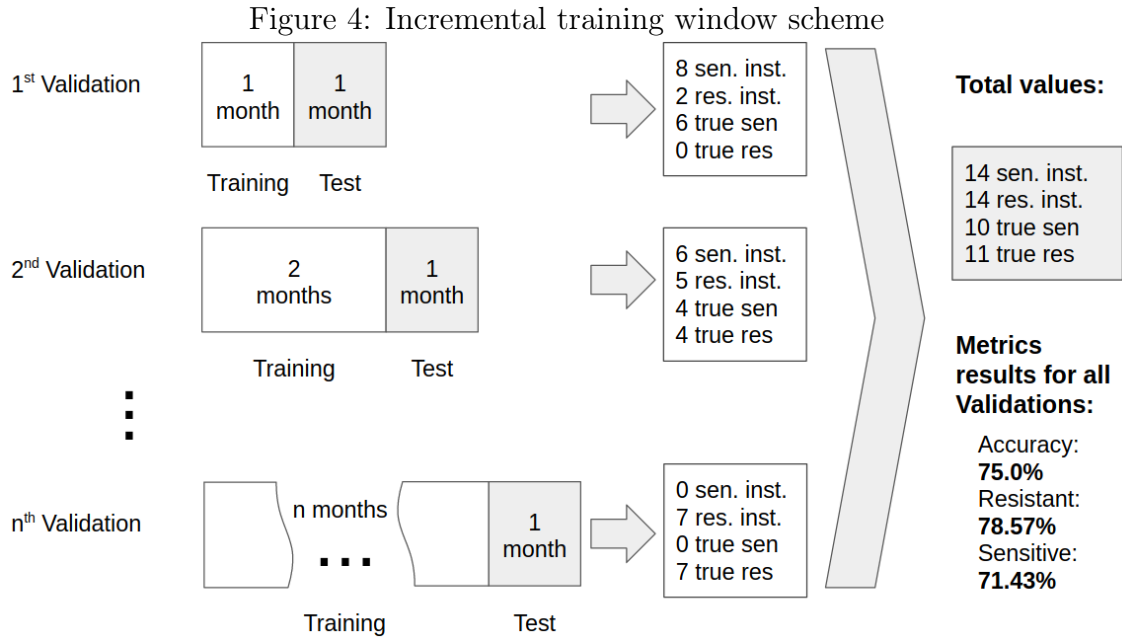 Figure 4: Incremental training window scheme
1st Validation
1
month
1
month
Training
Test
8 sen. inst.
2 res. inst.
6 true sen
0 true res
2nd Validation
2
months
1
month
Training
Test
6 sen. inst.
5 res. inst.
4 true sen
4 true res
nth Validation
n months
1
month
Training
Test
0 sen. inst.
7 res. inst.
0 true sen
7 true res
Total values:
14 sen. inst.
14 res. inst.
10 true sen
11 true res
Metrics
results for all
Validations:
Accuracy:
75.0%
Resistant:
78.57%
Sensitive:
71.43%